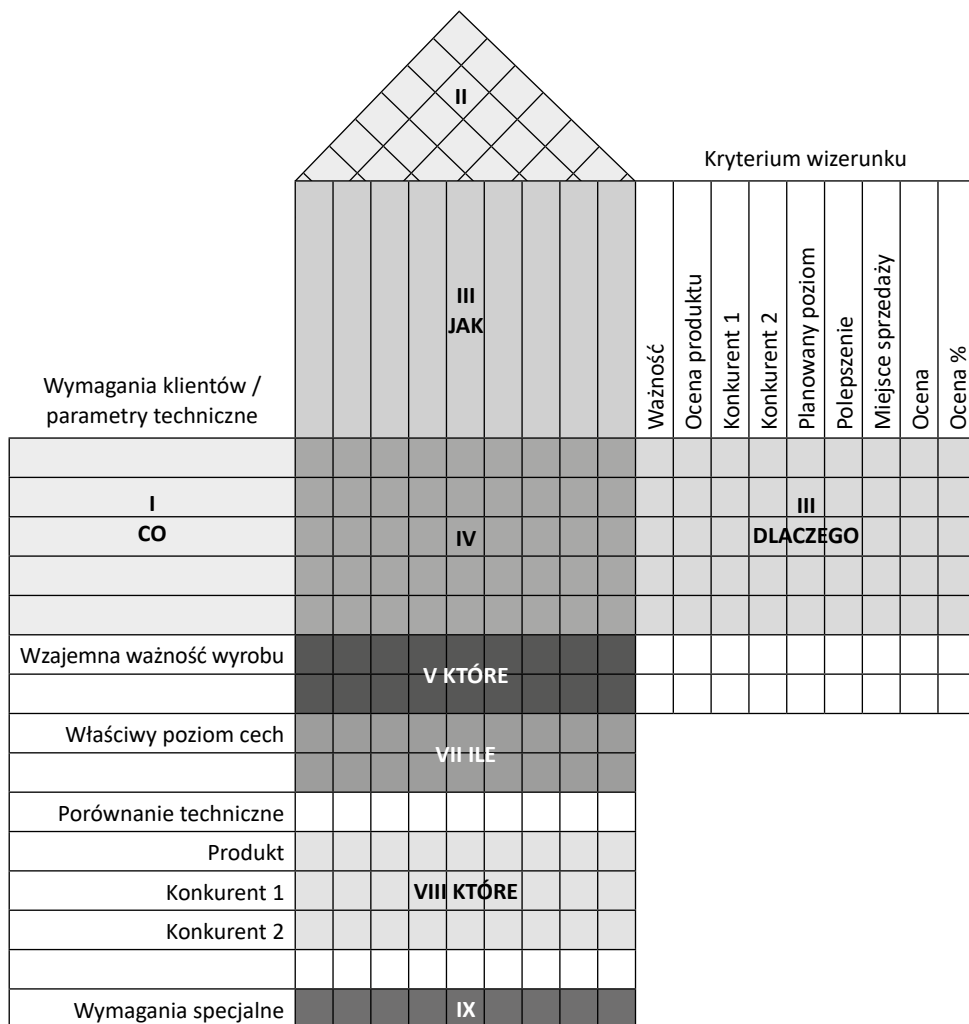 II
Kryterium wizerunku
III
JAK
Ważność
Ocena produktu
Konkurent 1
Konkurent 2
Planowany poziom
Polepszenie
Miejsce sprzedaży
Ocena
Ocena %
Wymagania klientów /
parametry techniczne
I
CO
IV
III
DLACZEGO
Wzajemna ważność wyrobu
V KTÓRE
Właściwy poziom cech
VII ILE
Porównanie techniczne
Produkt
Konkurent 1
VIII KTÓRE
Konkurent 2
Wymagania specjalne
IX